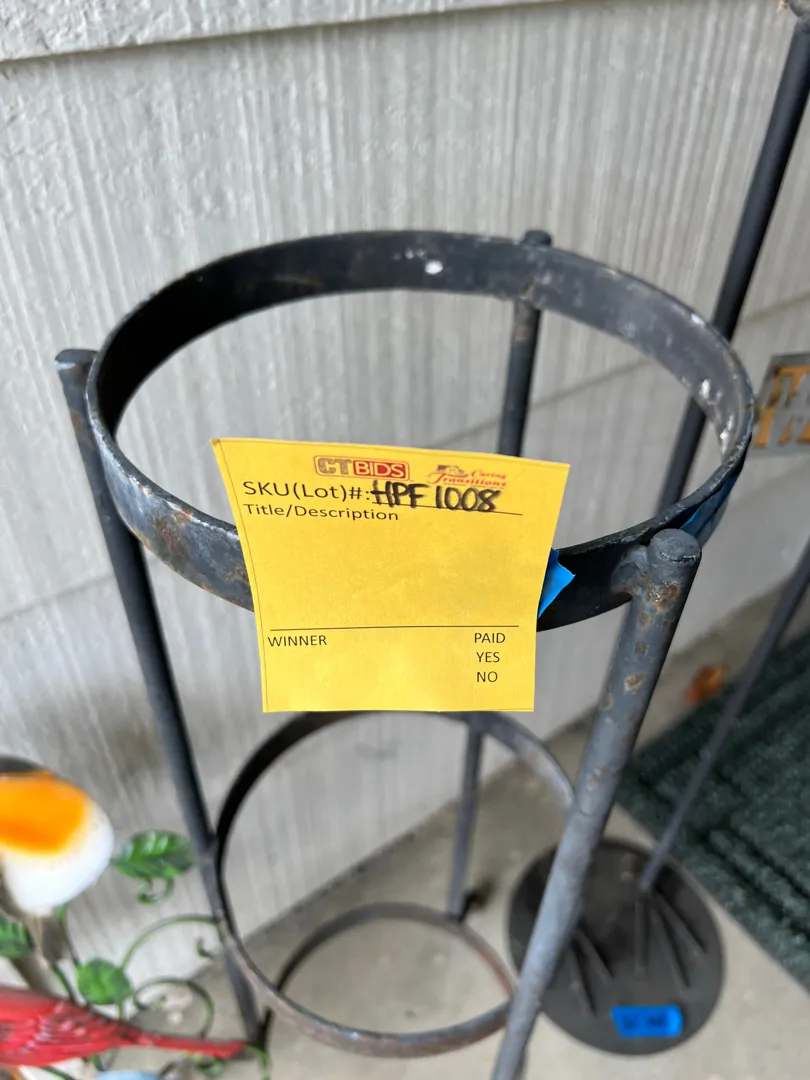 CTBIDS Caring Transitions
SKU(Lot)#: HPF 1008
Title/Description
WINNER PAID
YES
NO